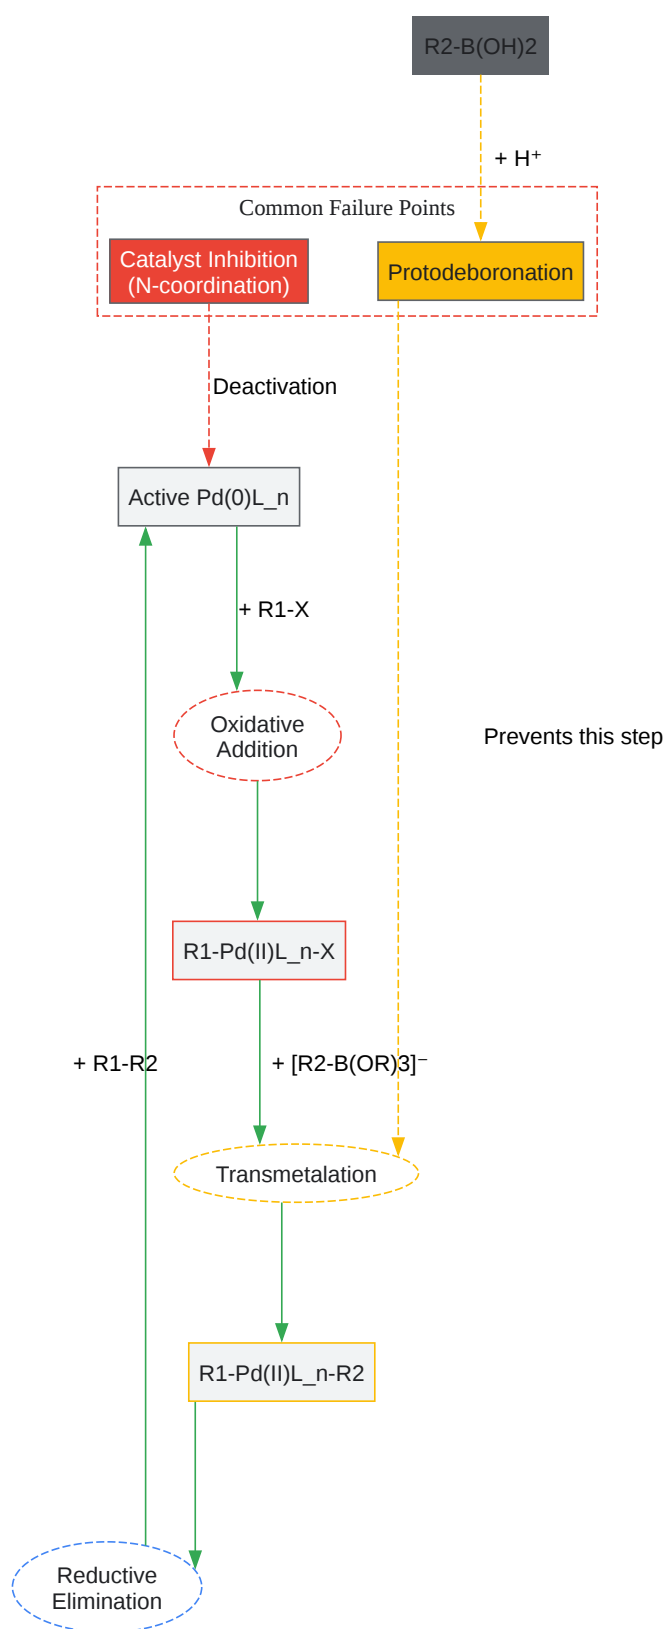 R2-B(OH)2
+ H⁺
Common Failure Points
Catalyst Inhibition
(N-coordination)
Protodeboronation
Deactivation
Active Pd(0)L_n
+ R1-X
Oxidative
Addition
Prevents this step
R1-Pd(II)L_n-X
+ R1-R2
+ [R2-B(OR)3]⁻
Transmetalation
R1-Pd(II)L_n-R2
Reductive
Elimination